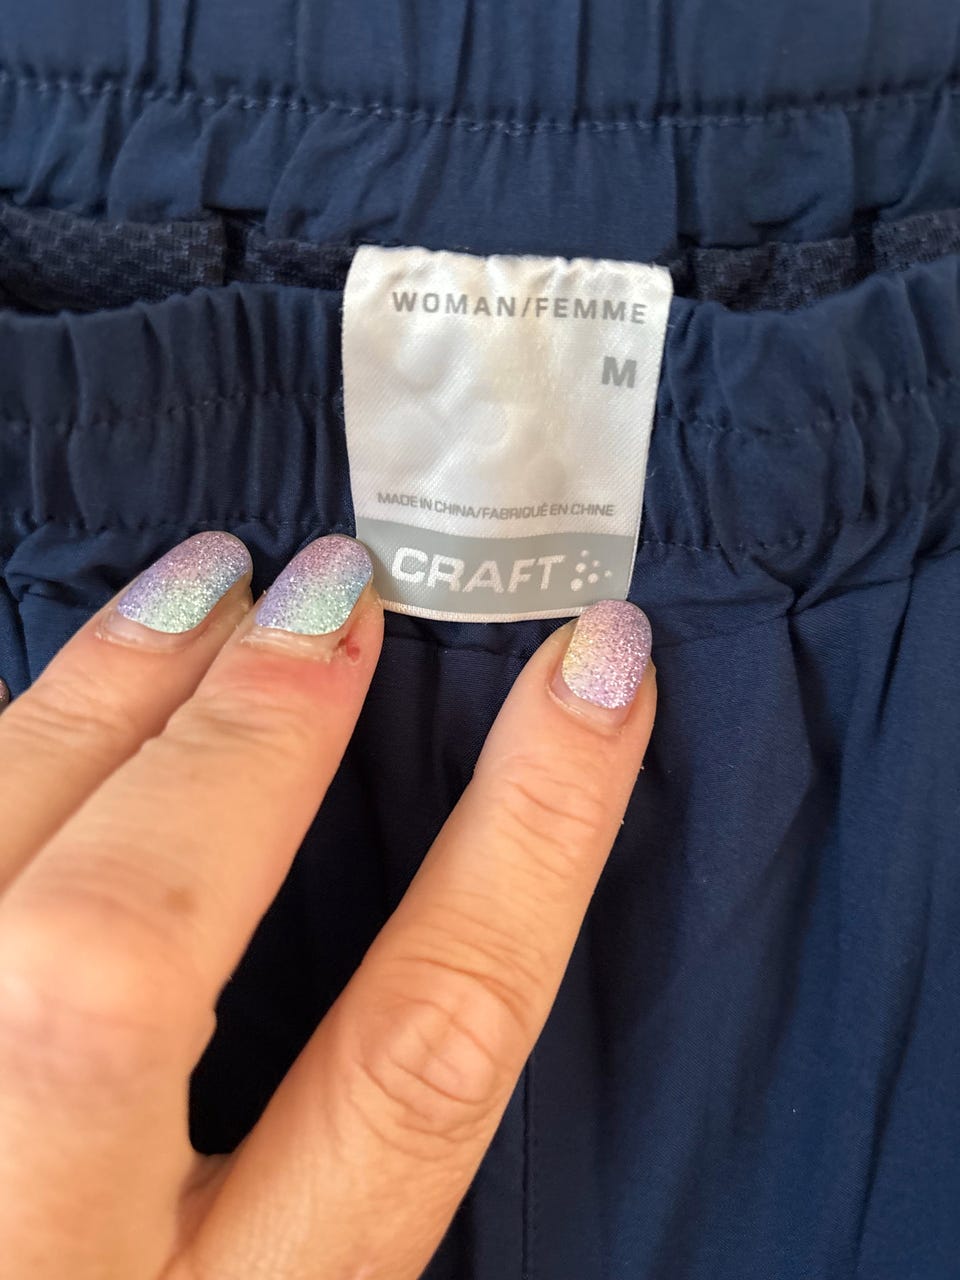 WOMAN/FEMME
M
MADE IN CHINA/FABRIQUÉ EN CHINE
CRAFT